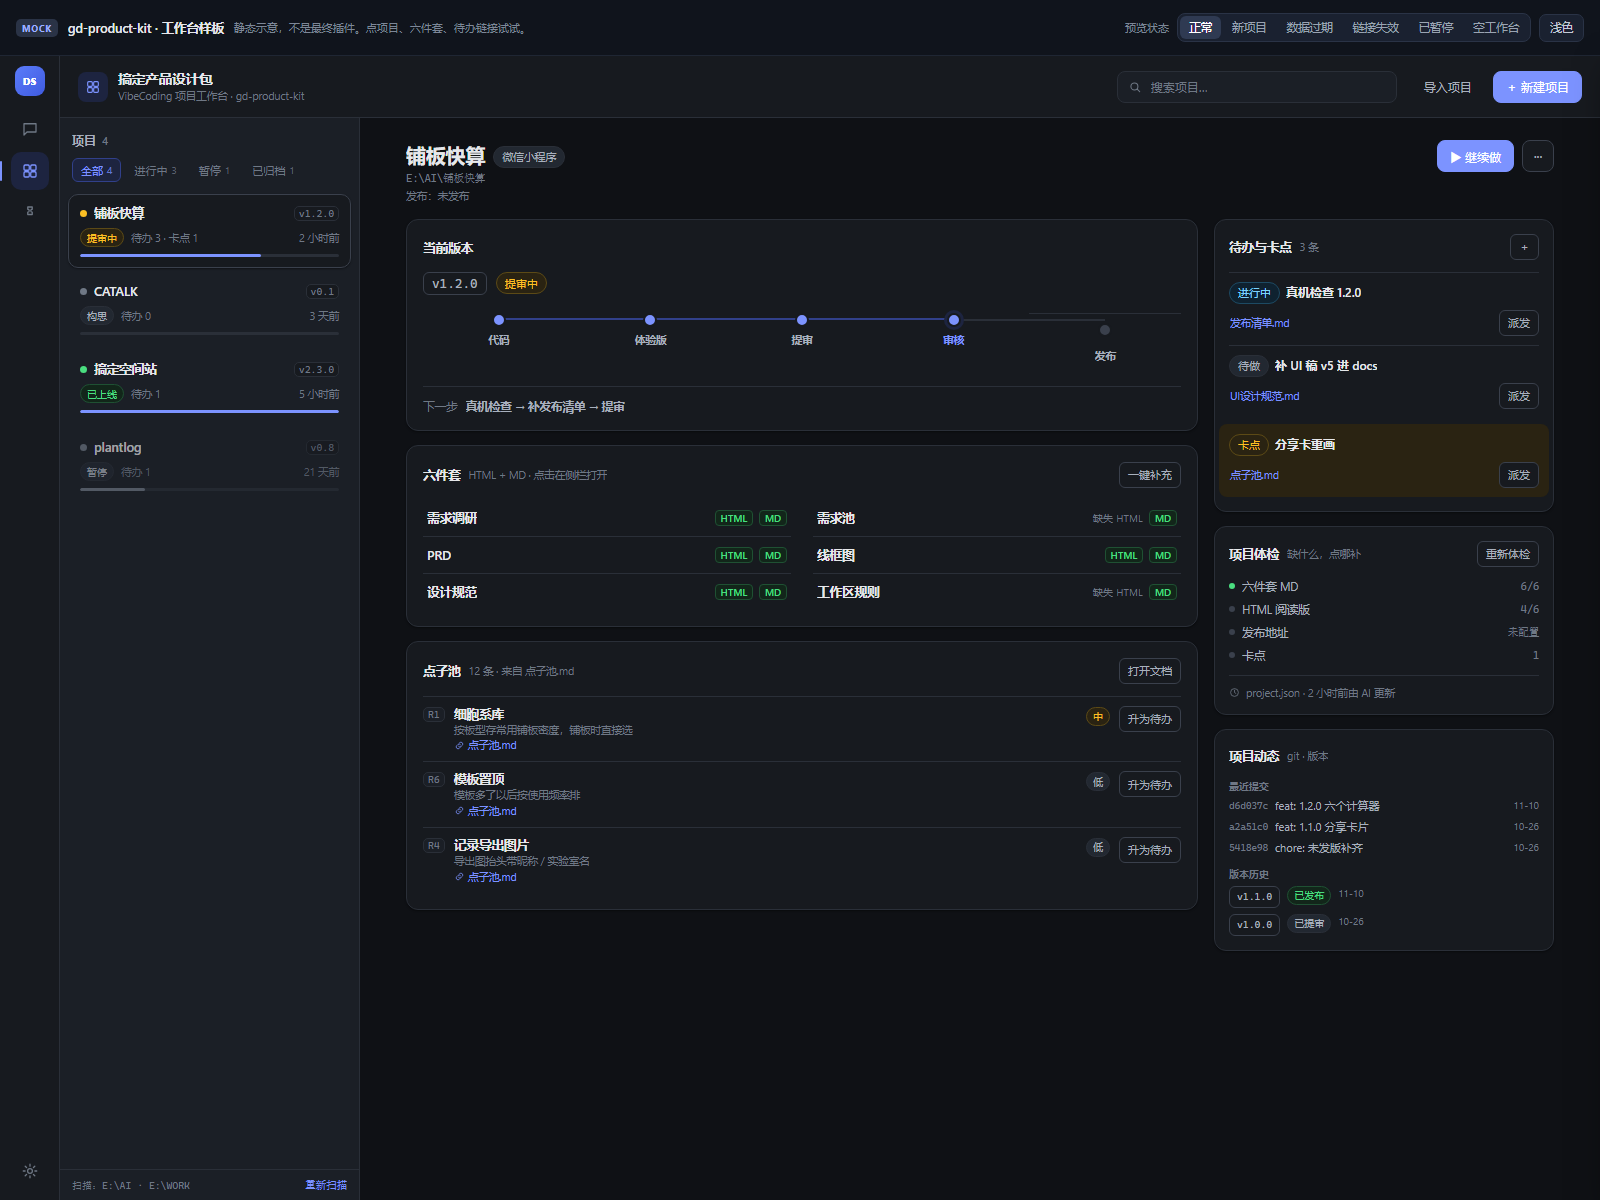 MOCK gd-product-kit · 工作台样板 静态示意，不是最终插件。点项目、六件套、待办链接试试。 预览状态 正常 新项目 数据过期 链接失效 已暂停 空工作台 浅色
DS
搞定产品设计包
VibeCoding 项目工作台 · gd-product-kit
搜索项目... 导入项目 + 新建项目
项目 4
全部 4 进行中 3 暂停 1 已归档 1
铺板快算 v1.2.0
提审中 待办 3 · 卡点 1 2 小时前
CATALK v0.1
构思 待办 0 3 天前
搞定空间站 v2.3.0
已上线 待办 1 5 小时前
plantlog v0.8
暂停 待办 1 21 天前
扫描: E:\AI · E:\WORK 重新扫描
铺板快算 微信小程序
E:\AI\铺板快算
发布：未发布
▶ 继续做 ...
当前版本
v1.2.0 提审中
代码 体验版 提审 审核 发布
下一步 真机检查 → 补发布清单 → 提审
六件套 HTML + MD · 点击在侧栏打开 一键补充
需求调研 HTML MD 需求池 缺失 HTML MD
PRD HTML MD 线框图 HTML MD
设计规范 HTML MD 工作区规则 缺失 HTML MD
点子池 12 条 · 来自 点子池.md 打开文档
R1 细胞系库 中 升为待办
按板型存常用铺板密度，铺板时直接选
点子池.md
R6 模板置顶 低 升为待办
模板多了以后按使用频率排
点子池.md
R4 记录导出图片 低 升为待办
导出图抬头带昵称 / 实验室名
点子池.md
待办与卡点 3 条 +
进行中 真机检查 1.2.0
发布清单.md 派发
待做 补 UI 稿 v5 进 docs
UI设计规范.md 派发
卡点 分享卡重画
点子池.md 派发
项目体检 缺什么，点哪补 重新体检
六件套 MD 6/6
HTML 阅读版 4/6
发布地址 未配置
卡点 1
project.json · 2 小时前由 AI 更新
项目动态 git · 版本
最近提交
d6d037c feat: 1.2.0 六个计算器 11-10
a2a51c0 feat: 1.1.0 分享卡片 10-26
5418e98 chore: 未发版补齐 10-26
版本历史
v1.1.0 已发布 11-10
v1.0.0 已提审 10-26